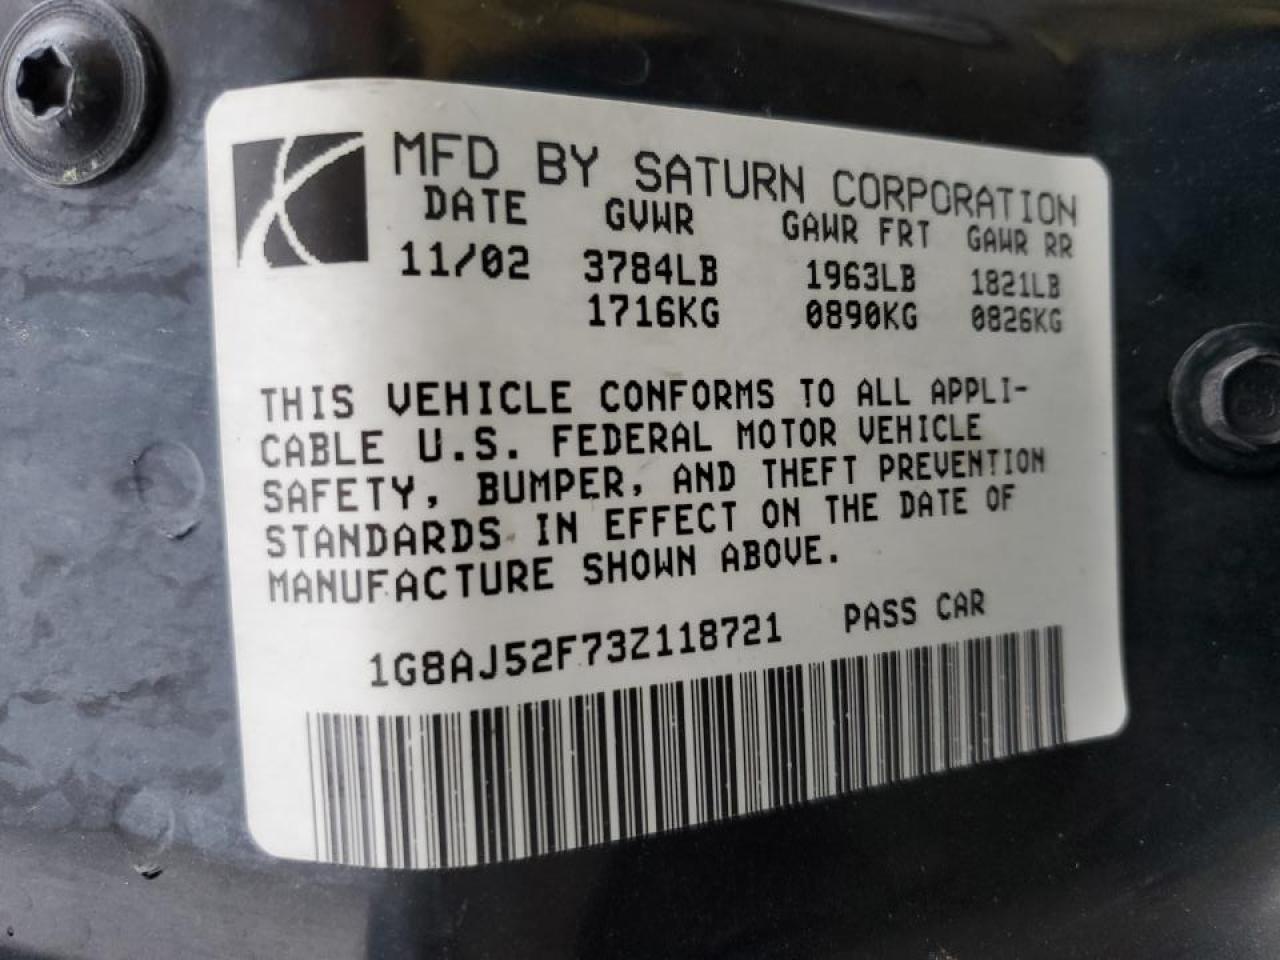 MFD BY SATURN CORPORATION
DATE GVWR GAWR FRT GAWR RR
11/02 3784LB 1963LB 1821LB
1716KG 0890KG 0826KG
THIS VEHICLE CONFORMS TO ALL APPLI-
CABLE U.S. FEDERAL MOTOR VEHICLE
SAFETY, BUMPER, AND THEFT PREVENTION
STANDARDS IN EFFECT ON THE DATE OF
MANUFACTURE SHOWN ABOVE.
1G8AJ52F73Z118721 PASS CAR